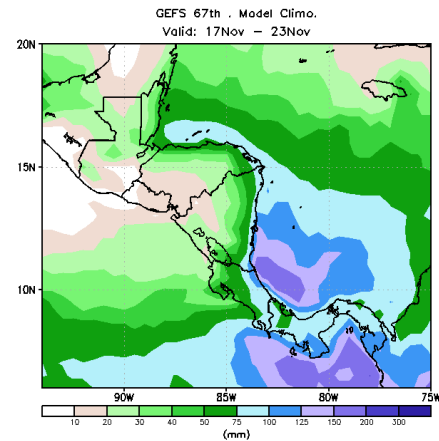 GEFS 67th . Model Climo.
Valid: 17Nov – 23Nov
20N
15N
10N
90W 85W 80W 75W
10 20 30 40 50 75 100 125 150 200 300
(mm)